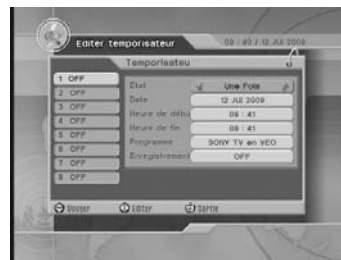 Editer temporisateur
09 : 40 / 12 Jul 2009
Temporisateu
1 OFF
2 OFF
3 OFF
4 OFF
5 OFF
6 OFF
7 OFF
8 OFF
Etat
Une Fois
Date
12 Jul 2009
Heure de débu
09 : 41
Heure de fin
09 : 41
Programme
SONY TV en VEO
Enregistrement
OFF
Bouger
Editer
Sortie